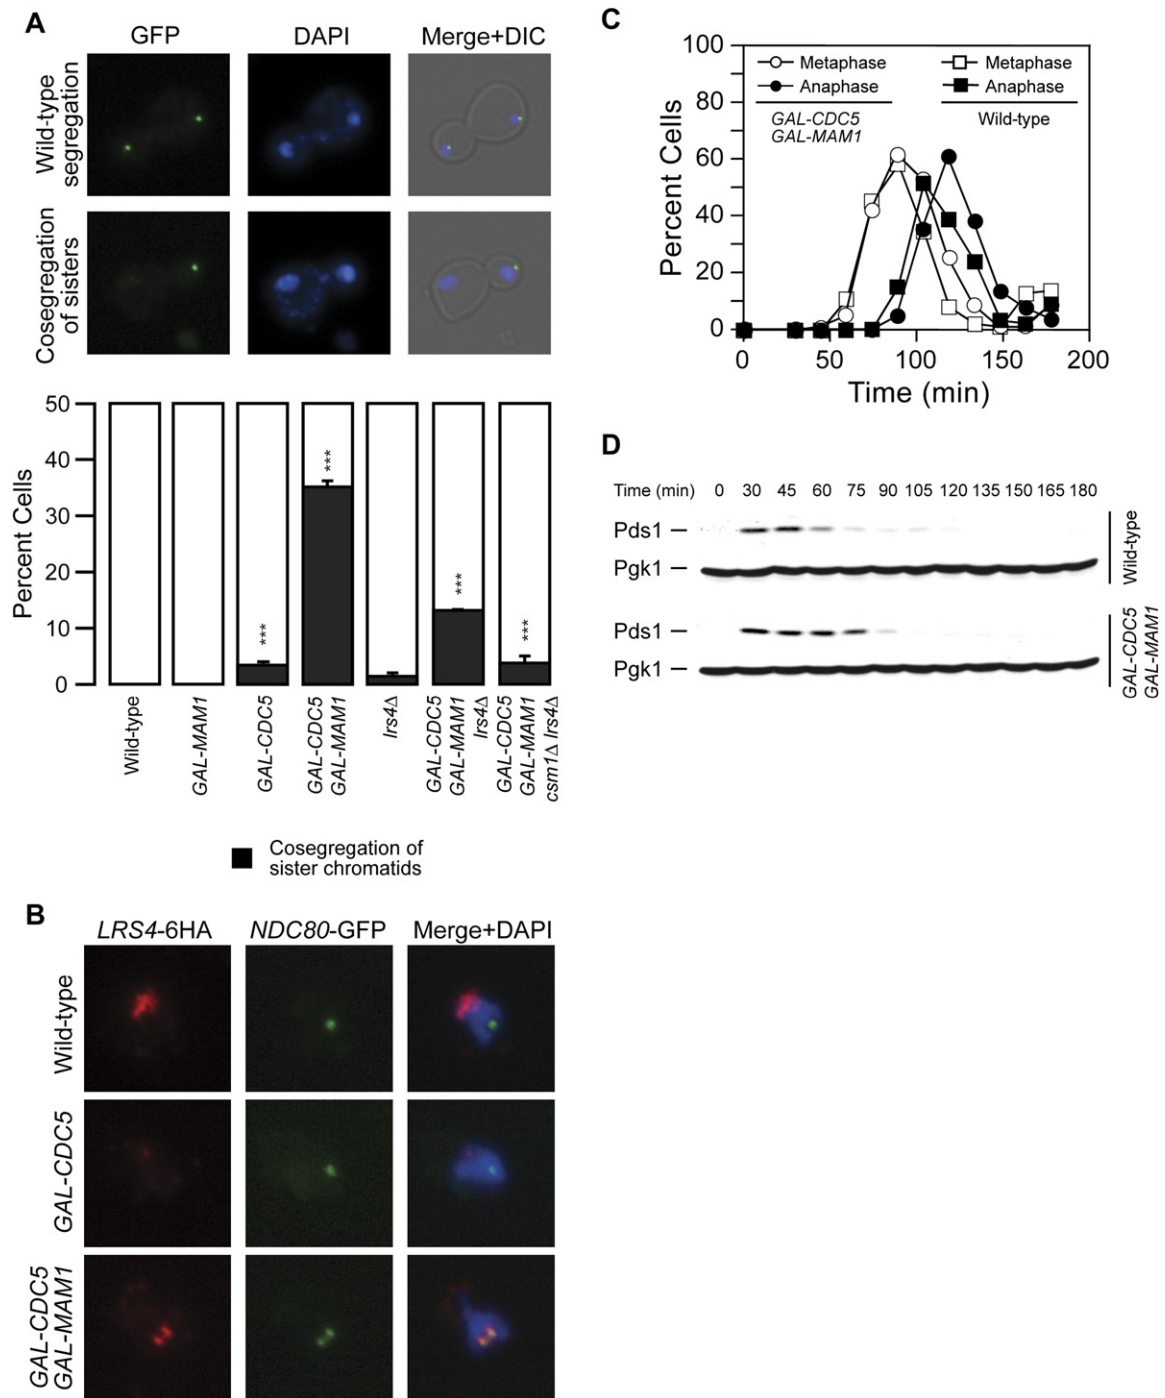 A
GFP DAPI Merge+DIC
Wild-type
segregation
Cosegregation
of sisters
50
40
30
20
10
0
Percent Cells
Wild-type
GAL-MAM1
GAL-CDC5
GAL-CDC5
GAL-MAM1
lrs4Δ
GAL-CDC5
GAL-MAM1
lrs4Δ
GAL-CDC5
GAL-MAM1
csm1Δ lrs4Δ
***
***
***
***
Cosegregation of
sister chromatids
B
LRS4-6HA NDC80-GFP Merge+DAPI
Wild-type
GAL-CDC5
GAL-CDC5
GAL-MAM1
C
100
80
60
40
20
0
Percent Cells
Metaphase Metaphase
Anaphase Anaphase
GAL-CDC5
GAL-MAM1
Wild-type
0 50 100 150 200
Time (min)
D
Time (min) 0 30 45 60 75 90 105 120 135 150 165 180
Pds1
Pgk1
Wild-type
Pds1
Pgk1
GAL-CDC5
GAL-MAM1